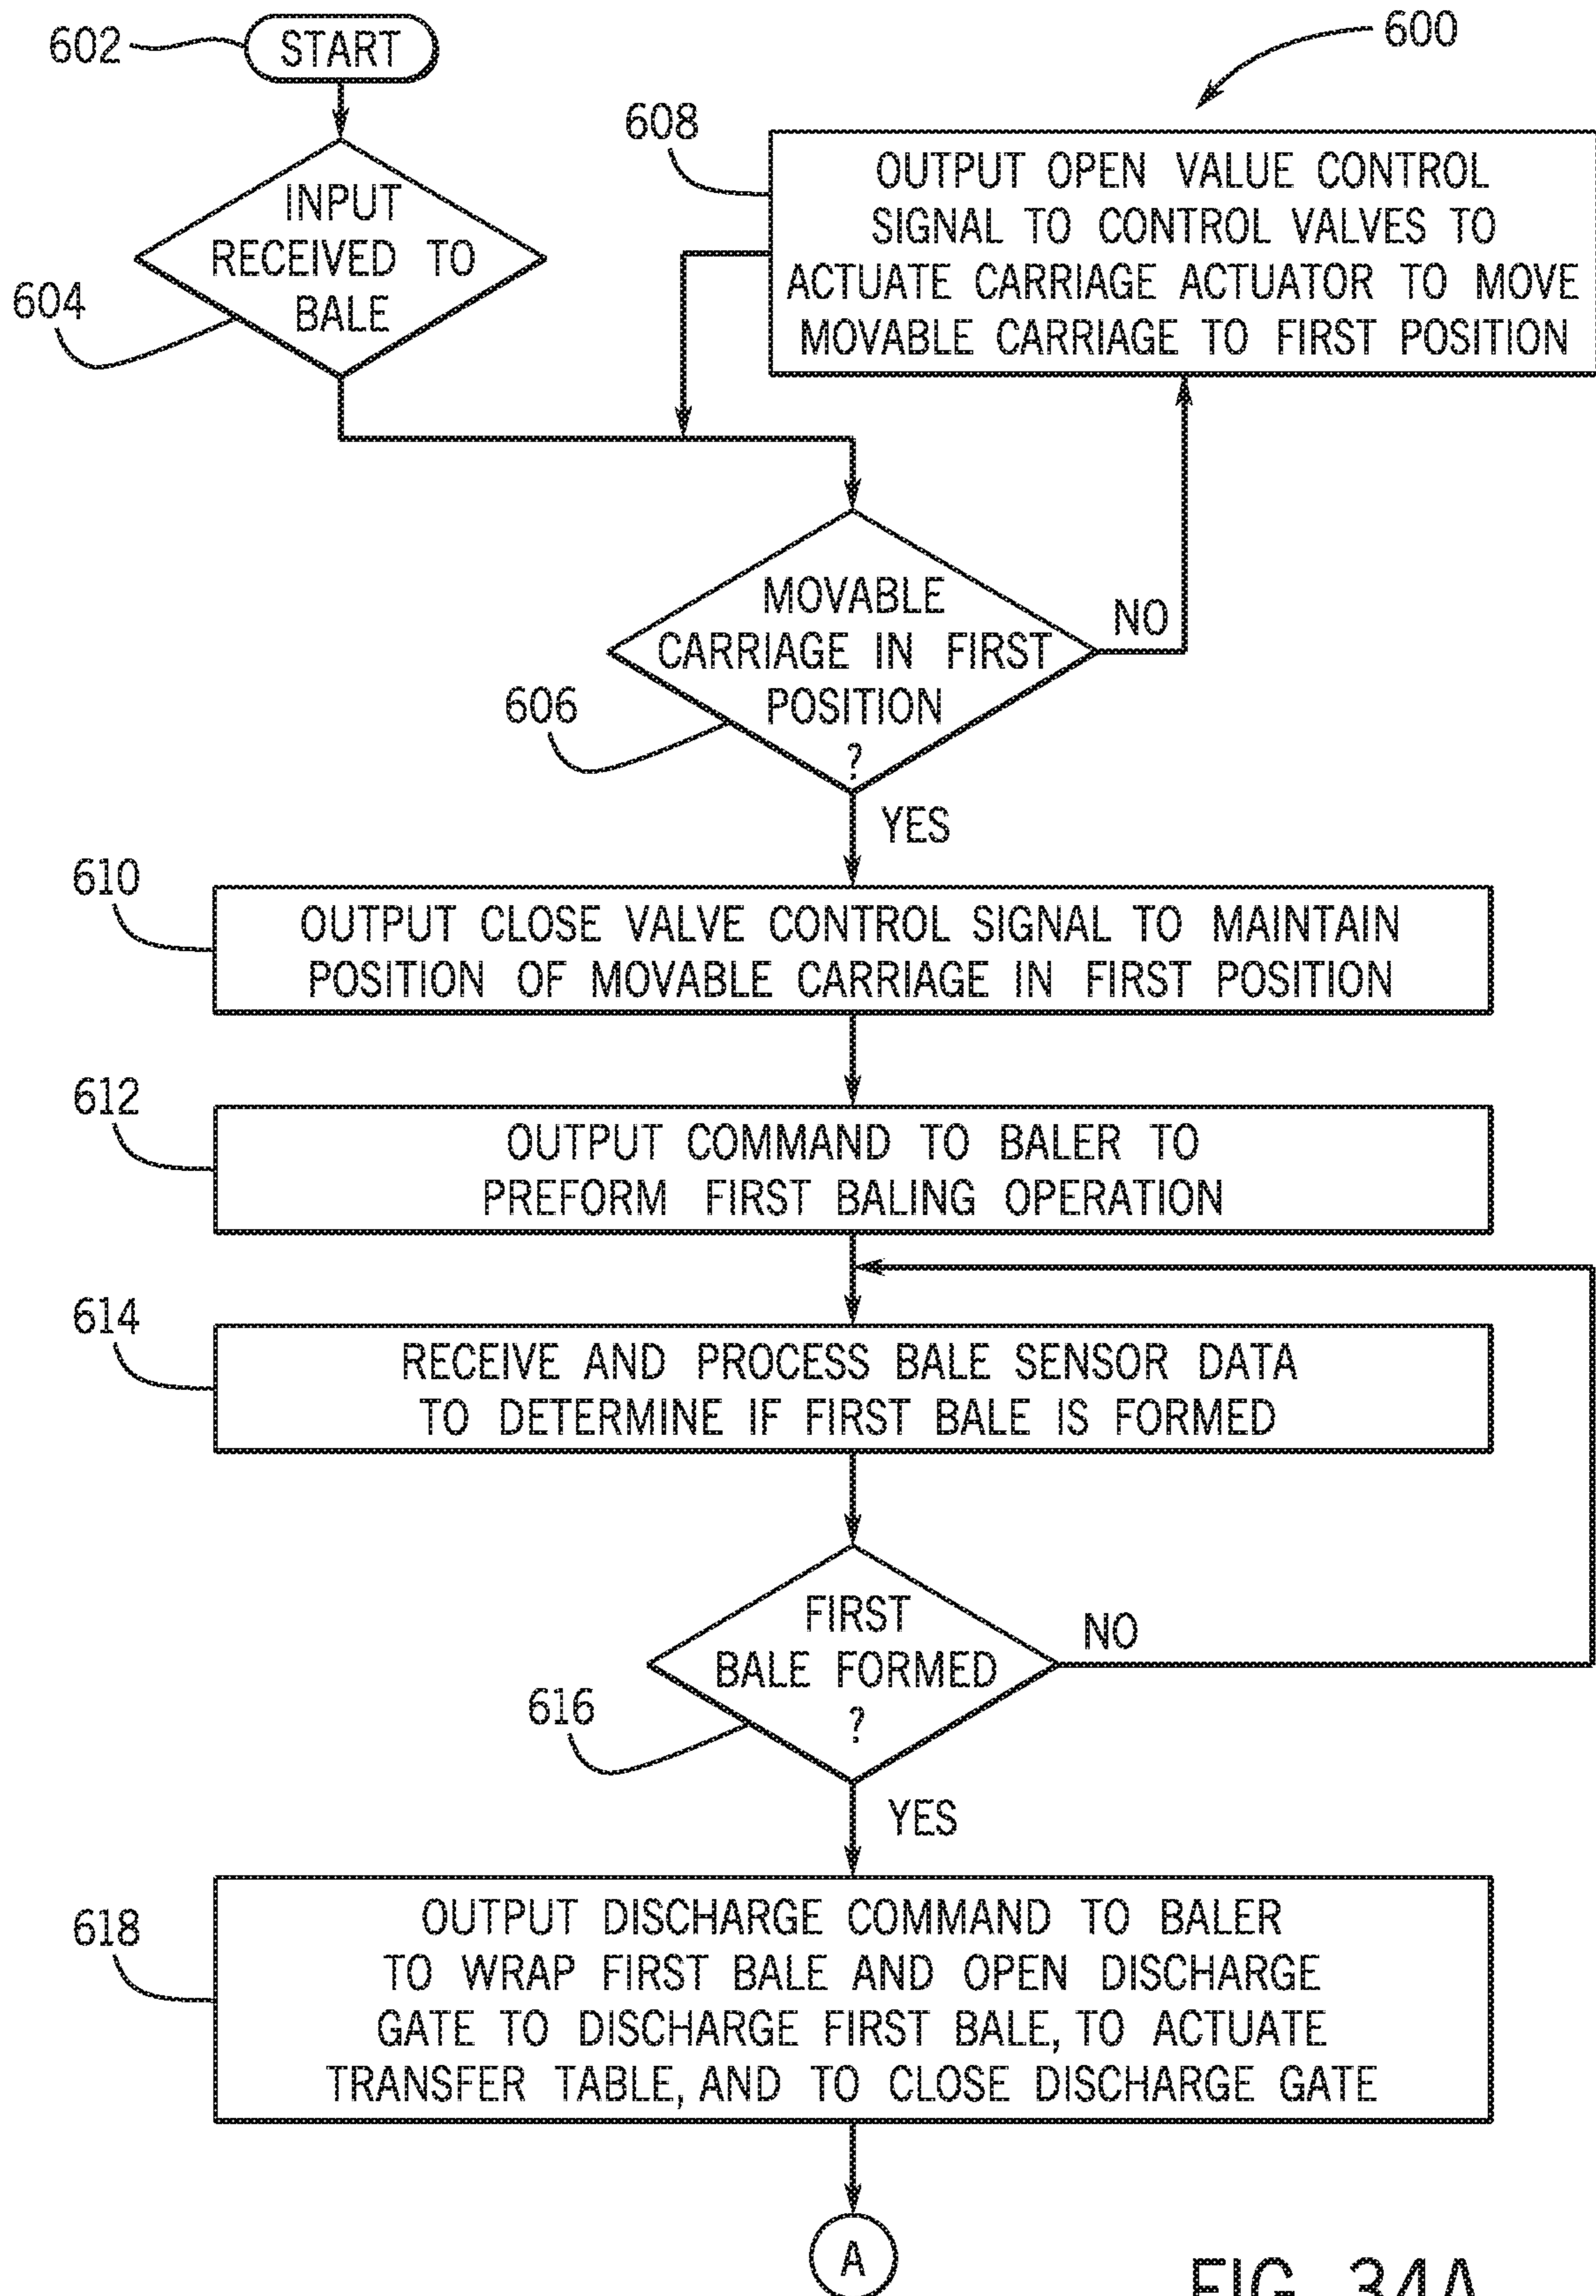 602
START
600
608
INPUT
RECEIVED TO
BALE
604
OUTPUT OPEN VALUE CONTROL
SIGNAL TO CONTROL VALVES TO
ACTUATE CARRIAGE ACTUATOR TO MOVE
MOVABLE CARRIAGE TO FIRST POSITION
MOVABLE
CARRIAGE IN FIRST
POSITION
?
NO
606
YES
610
OUTPUT CLOSE VALVE CONTROL SIGNAL TO MAINTAIN
POSITION OF MOVABLE CARRIAGE IN FIRST POSITION
612
OUTPUT COMMAND TO BALER TO
PREFORM FIRST BALING OPERATION
614
RECEIVE AND PROCESS BALE SENSOR DATA
TO DETERMINE IF FIRST BALE IS FORMED
FIRST
BALE FORMED
?
NO
616
YES
618
OUTPUT DISCHARGE COMMAND TO BALER
TO WRAP FIRST BALE AND OPEN DISCHARGE
GATE TO DISCHARGE FIRST BALE, TO ACTUATE
TRANSFER TABLE, AND TO CLOSE DISCHARGE GATE
A
FIG. 34A